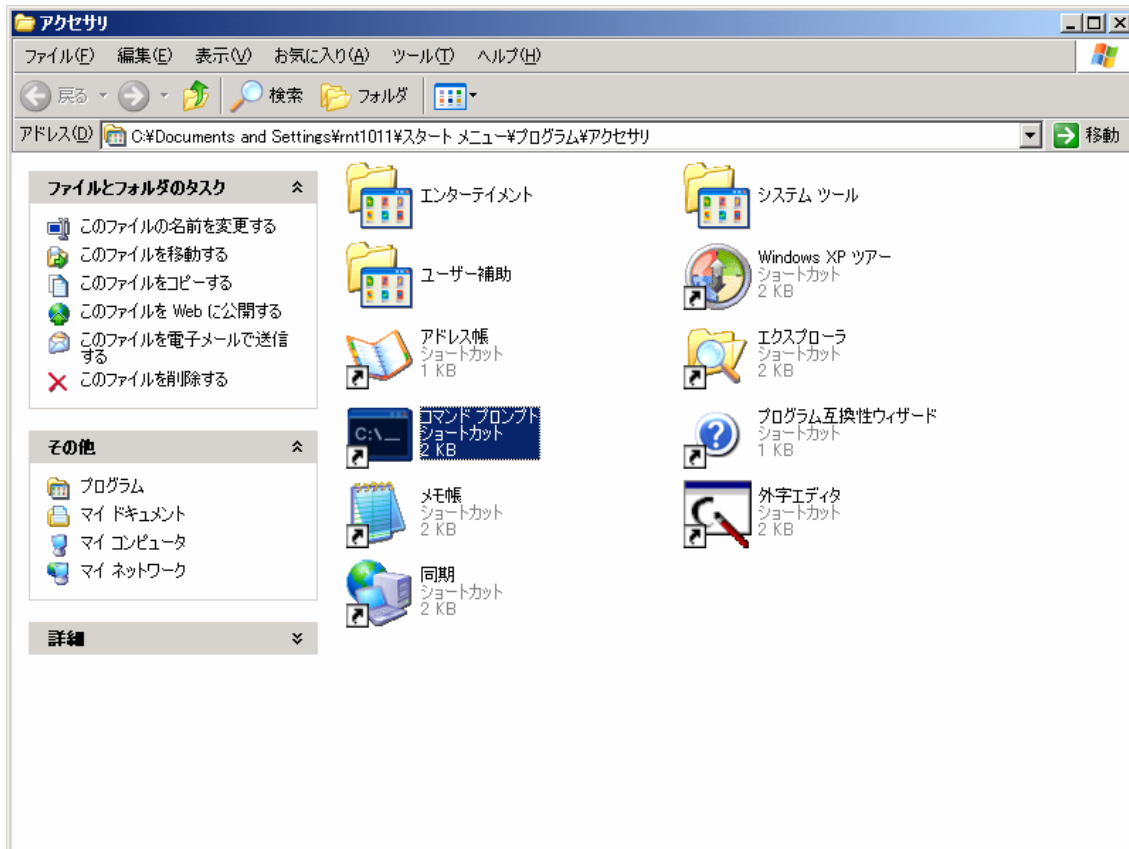 アクセサリ
ファイル(F) 編集(E) 表示(V) お気に入り(A) ツール(T) ヘルプ(H)
戻る 検索 フォルダ
アドレス(D) C:¥Documents and Settings¥rnt1011¥スタート メニュー¥プログラム¥アクセサリ 移動
ファイルとフォルダのタスク
このファイルの名前を変更する
このファイルを移動する
このファイルをコピーする
このファイルを Web に公開する
このファイルを電子メールで送信
する
このファイルを削除する
その他
プログラム
マイ ドキュメント
マイ コンピュータ
マイ ネットワーク
詳細
エンターテイメント
システム ツール
ユーザー補助
Windows XP ツアー
ショートカット
2 KB
アドレス帳
ショートカット
1 KB
エクスプローラ
ショートカット
2 KB
C:\_
コマンド プロンプト
ショートカット
2 KB
プログラム互換性ウィザード
ショートカット
1 KB
メモ帳
ショートカット
2 KB
外字エディタ
ショートカット
2 KB
同期
ショートカット
2 KB